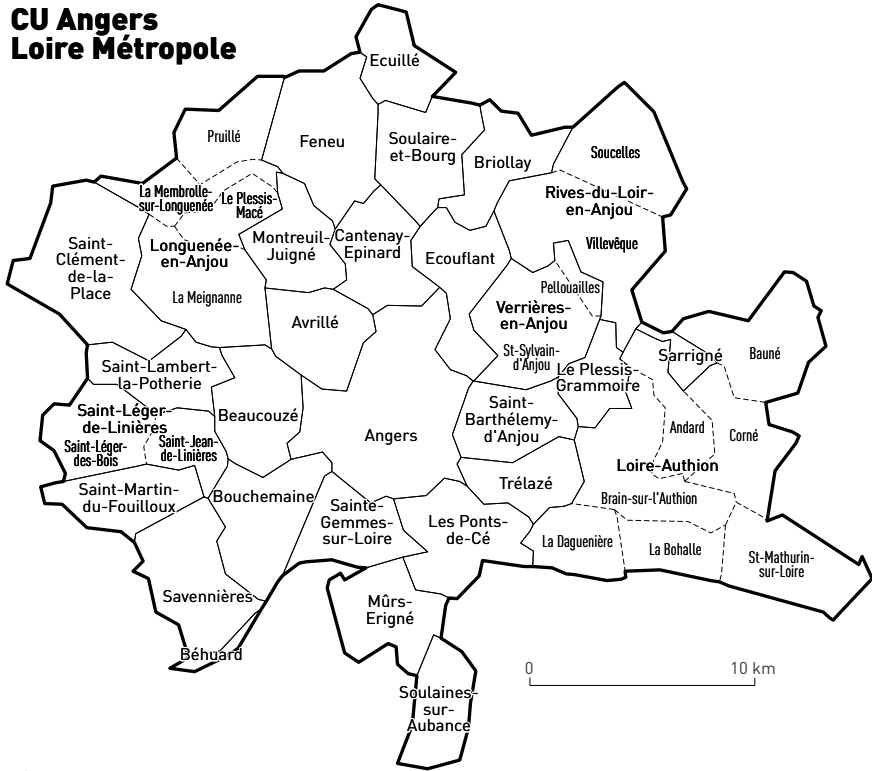 CU Angers
Loire Métropole
Ecuillé
Pruillé
Feneu
Soulaire-
et-Bourg
Briollay
Soucelles
La Membrolle-
sur-Longuenée
Le Plessis-
Macé
Rives-du-Loir-
en-Anjou
Villevêque
Saint-
Clément-
de-la-
Place
Longuenée-
en-Anjou
La Meignanne
Montreuil-
Juigné
Cantenay-
Epinard
Ecouflant
Pellouailles
Verrières-
en-Anjou
St-Sylvain-
d'Anjou
Avrillé
Le Plessis-
Grammoire
Sarrigné
Bauné
Saint-Lambert-
la-Potherie
Saint-Léger-
de-Linières
Saint-Léger-
des-Bois
Saint-Jean-
de-Linières
Beaucouzé
Angers
Saint-
Barthélemy-
d'Anjou
Andard
Corné
Loire-Authion
Brain-sur-l'Authion
Saint-Martin-
du-Fouilloux
Bouchemaine
Sainte-
Gemmes-
sur-Loire
Les Ponts-
de-Cé
Trélazé
La Daguenière
La Bohalle
St-Mathurin-
sur-Loire
Savennières
Béhuard
Mûrs-
Erigné
Soulaines-
sur-
Aubance
0 10 km